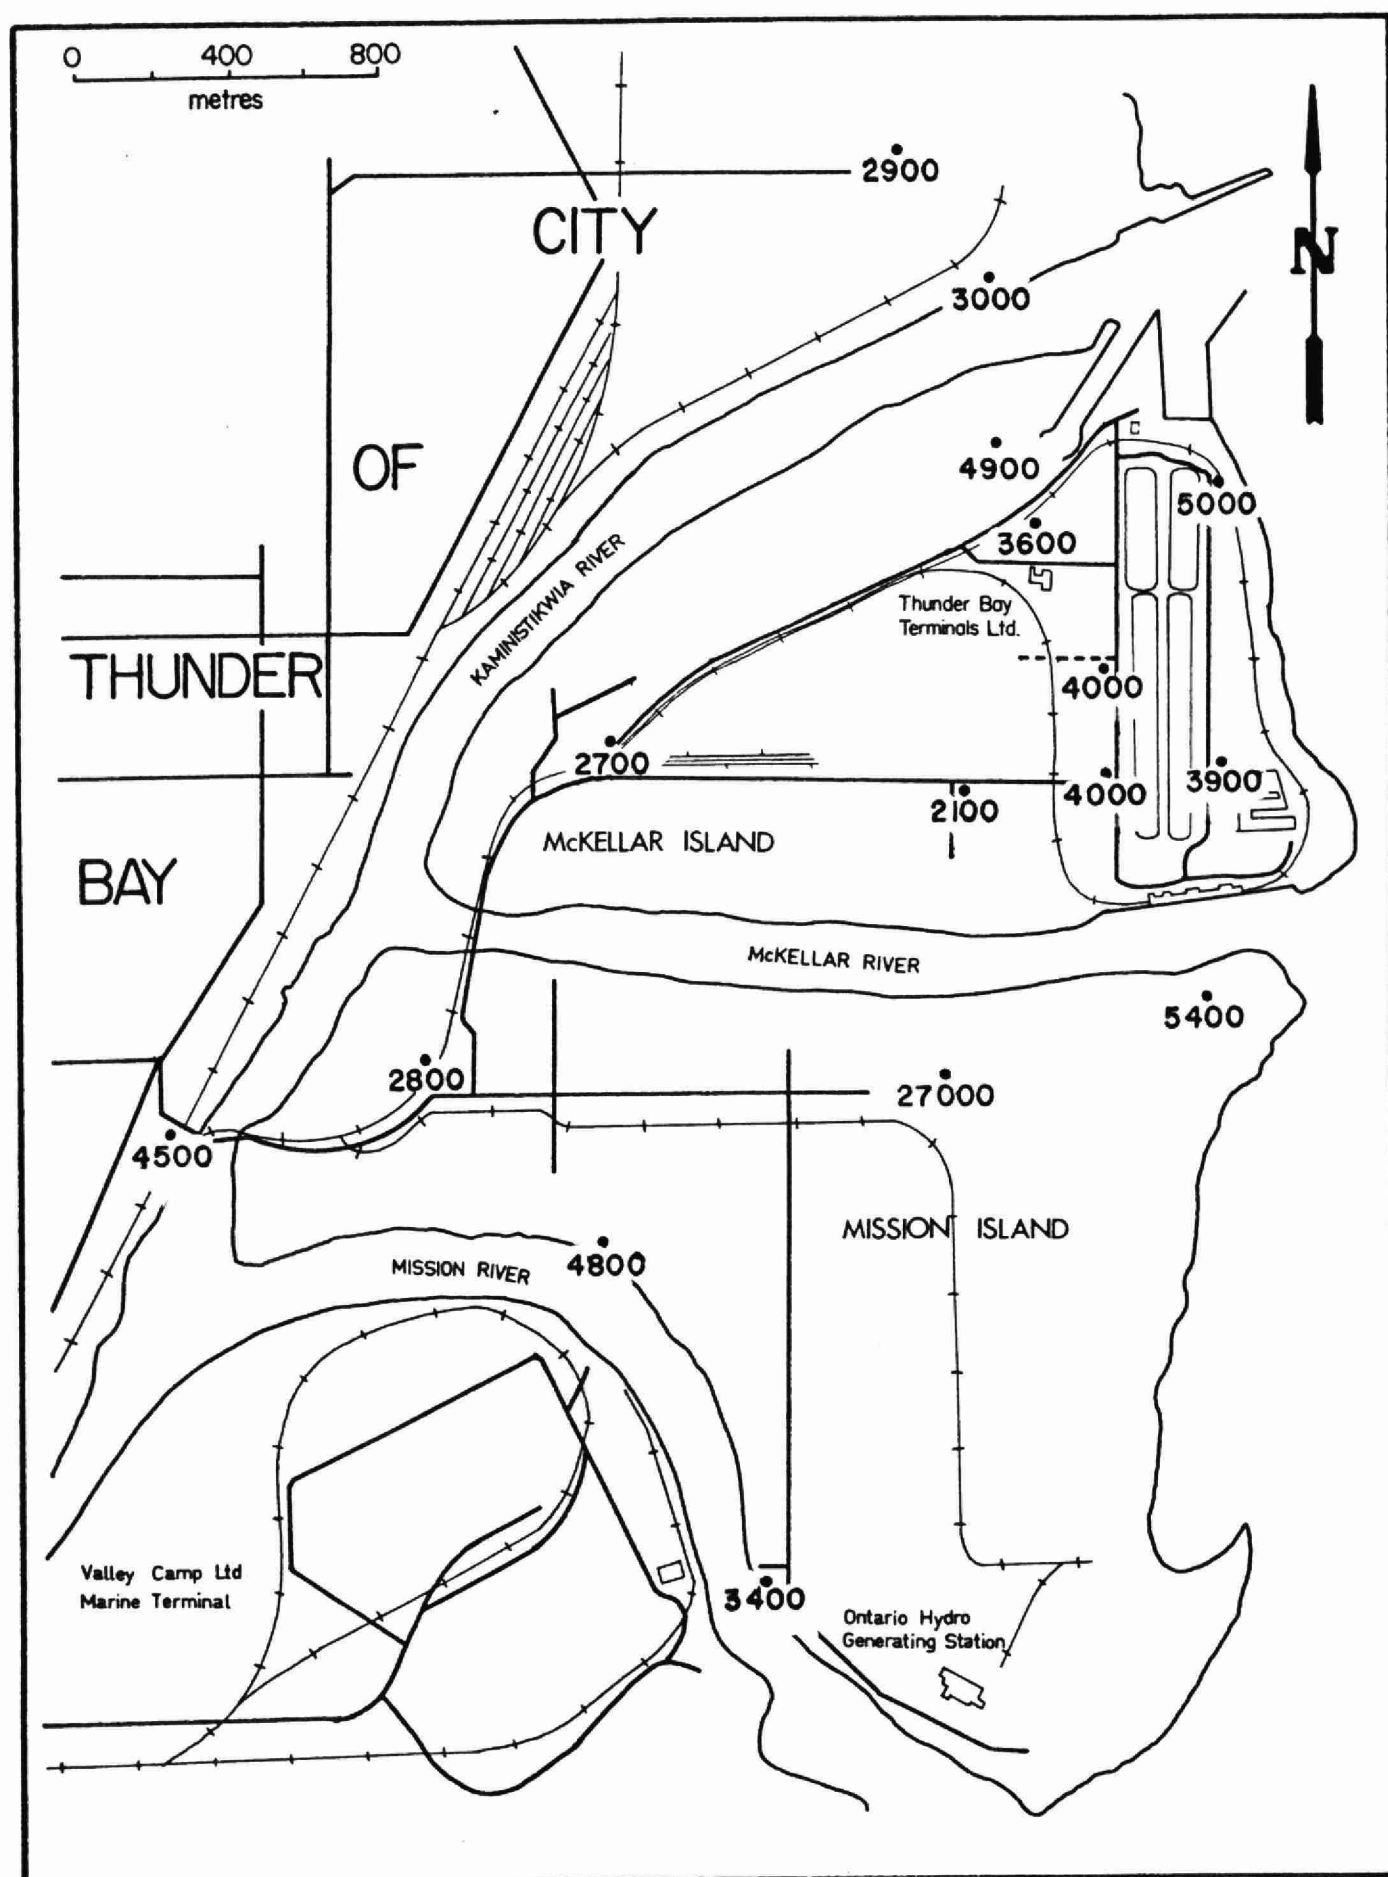 0 400 800
metres
2900
CITY
N
3000
OF
4900
5000
3600
KAMINISTIKWIA RIVER
Thunder Bay
Terminals Ltd.
THUNDER
4000
2700
4000
3900
2100
McKELLAR ISLAND
BAY
McKELLAR RIVER
5400
2800
27000
4500
MISSION ISLAND
4800
MISSION RIVER
Valley Camp Ltd
Marine Terminal
3400
Ontario Hydro
Generating Station